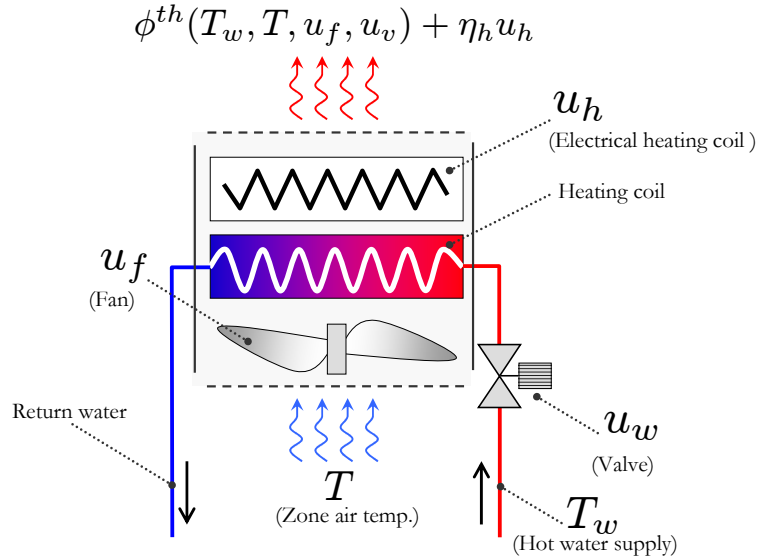 ϕ^{th}(T_w, T, u_f, u_v) + η_h u_h
u_h
(Electrical heating coil )
Heating coil
u_f
(Fan)
Return water
u_w
(Valve)
T
(Zone air temp.)
T_w
(Hot water supply)